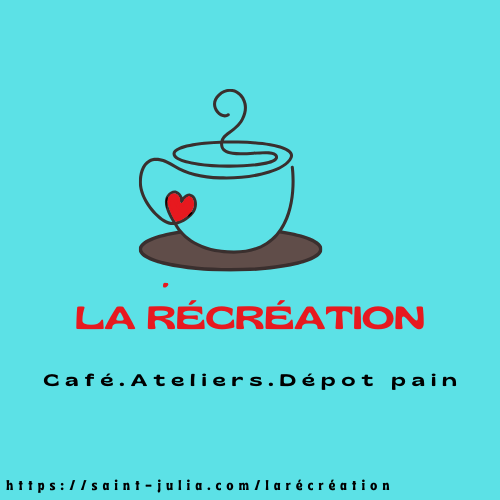 LA RÉCRÉATION
Café.Ateliers.Dépot pain
https://saint-julia.com/larécréation